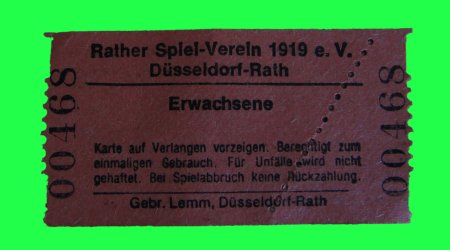 Rather Spiel-Verein 1919 e. V.
Düsseldorf-Rath
Erwachsene
Karte auf Verlangen vorzeigen. Berechtigt zum
einmaligen Gebrauch. Für Unfälle wird nicht
gehaftet. Bei Spielabbruch keine Rückzahlung.
Gebr. Lemm, Düsseldorf-Rath
00468
00468